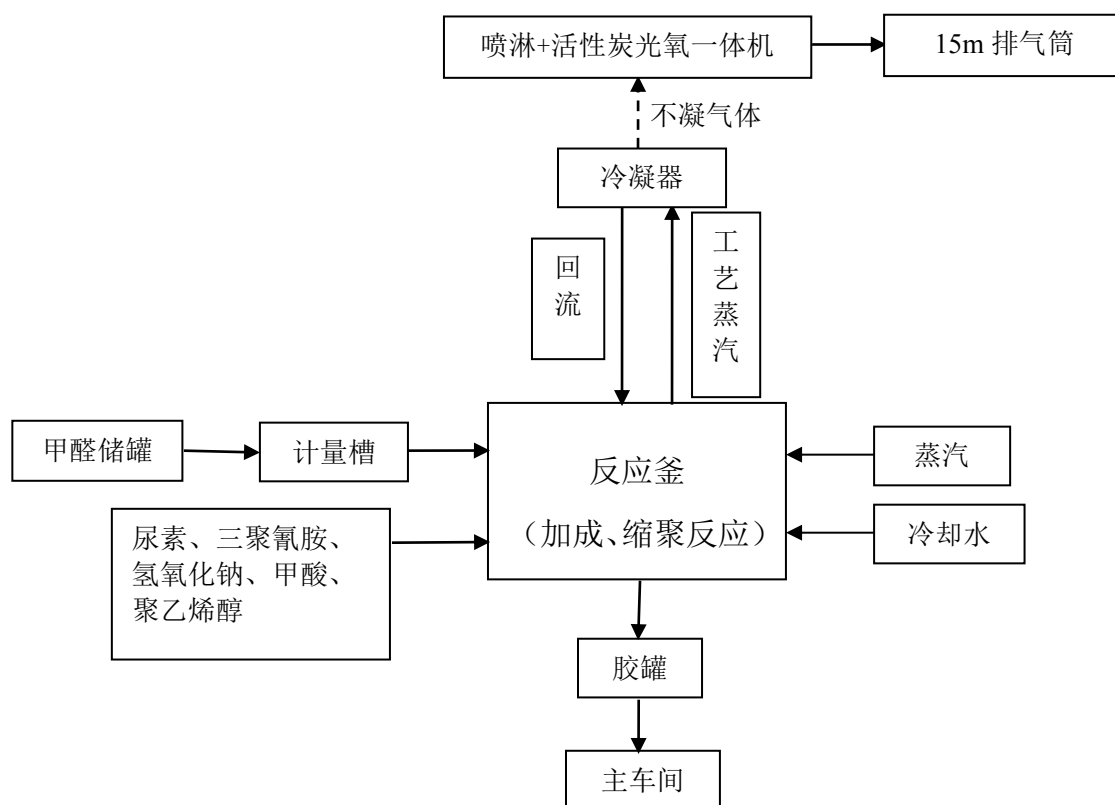 喷淋+活性炭光氧一体机
15m 排气筒
不凝气体
冷凝器
回
流
工
艺
蒸
汽
甲醛储罐
计量槽
反应釜
（加成、缩聚反应）
蒸汽
冷却水
尿素、三聚氰胺、
氢氧化钠、甲酸、
聚乙烯醇
胶罐
主车间